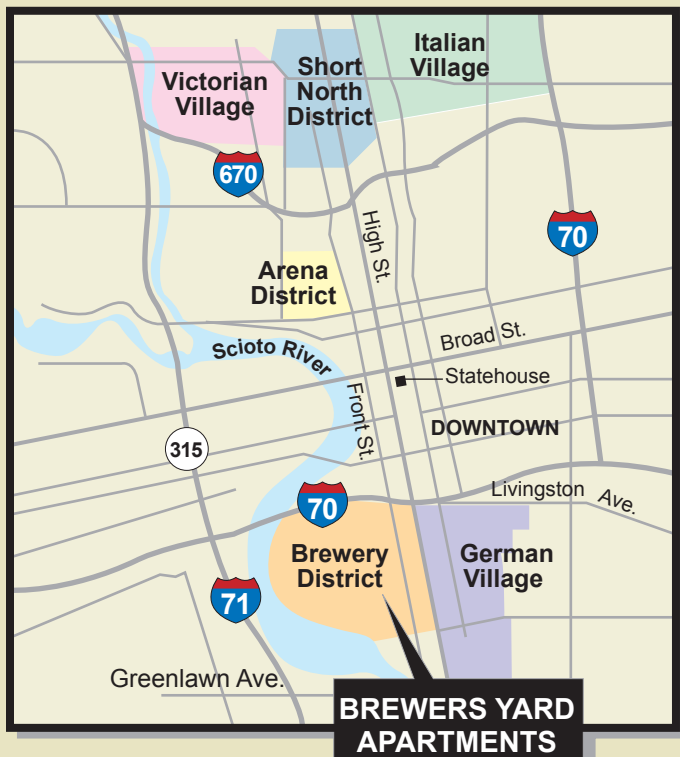 Italian
Village
Short
North
District
Victorian
Village
670
High St.
70
Arena
District
Broad St.
Scioto River
Statehouse
Front St.
DOWNTOWN
315
Livingston Ave.
70
Brewery
District
German
Village
71
Greenlawn Ave.
BREWERS YARD
APARTMENTS